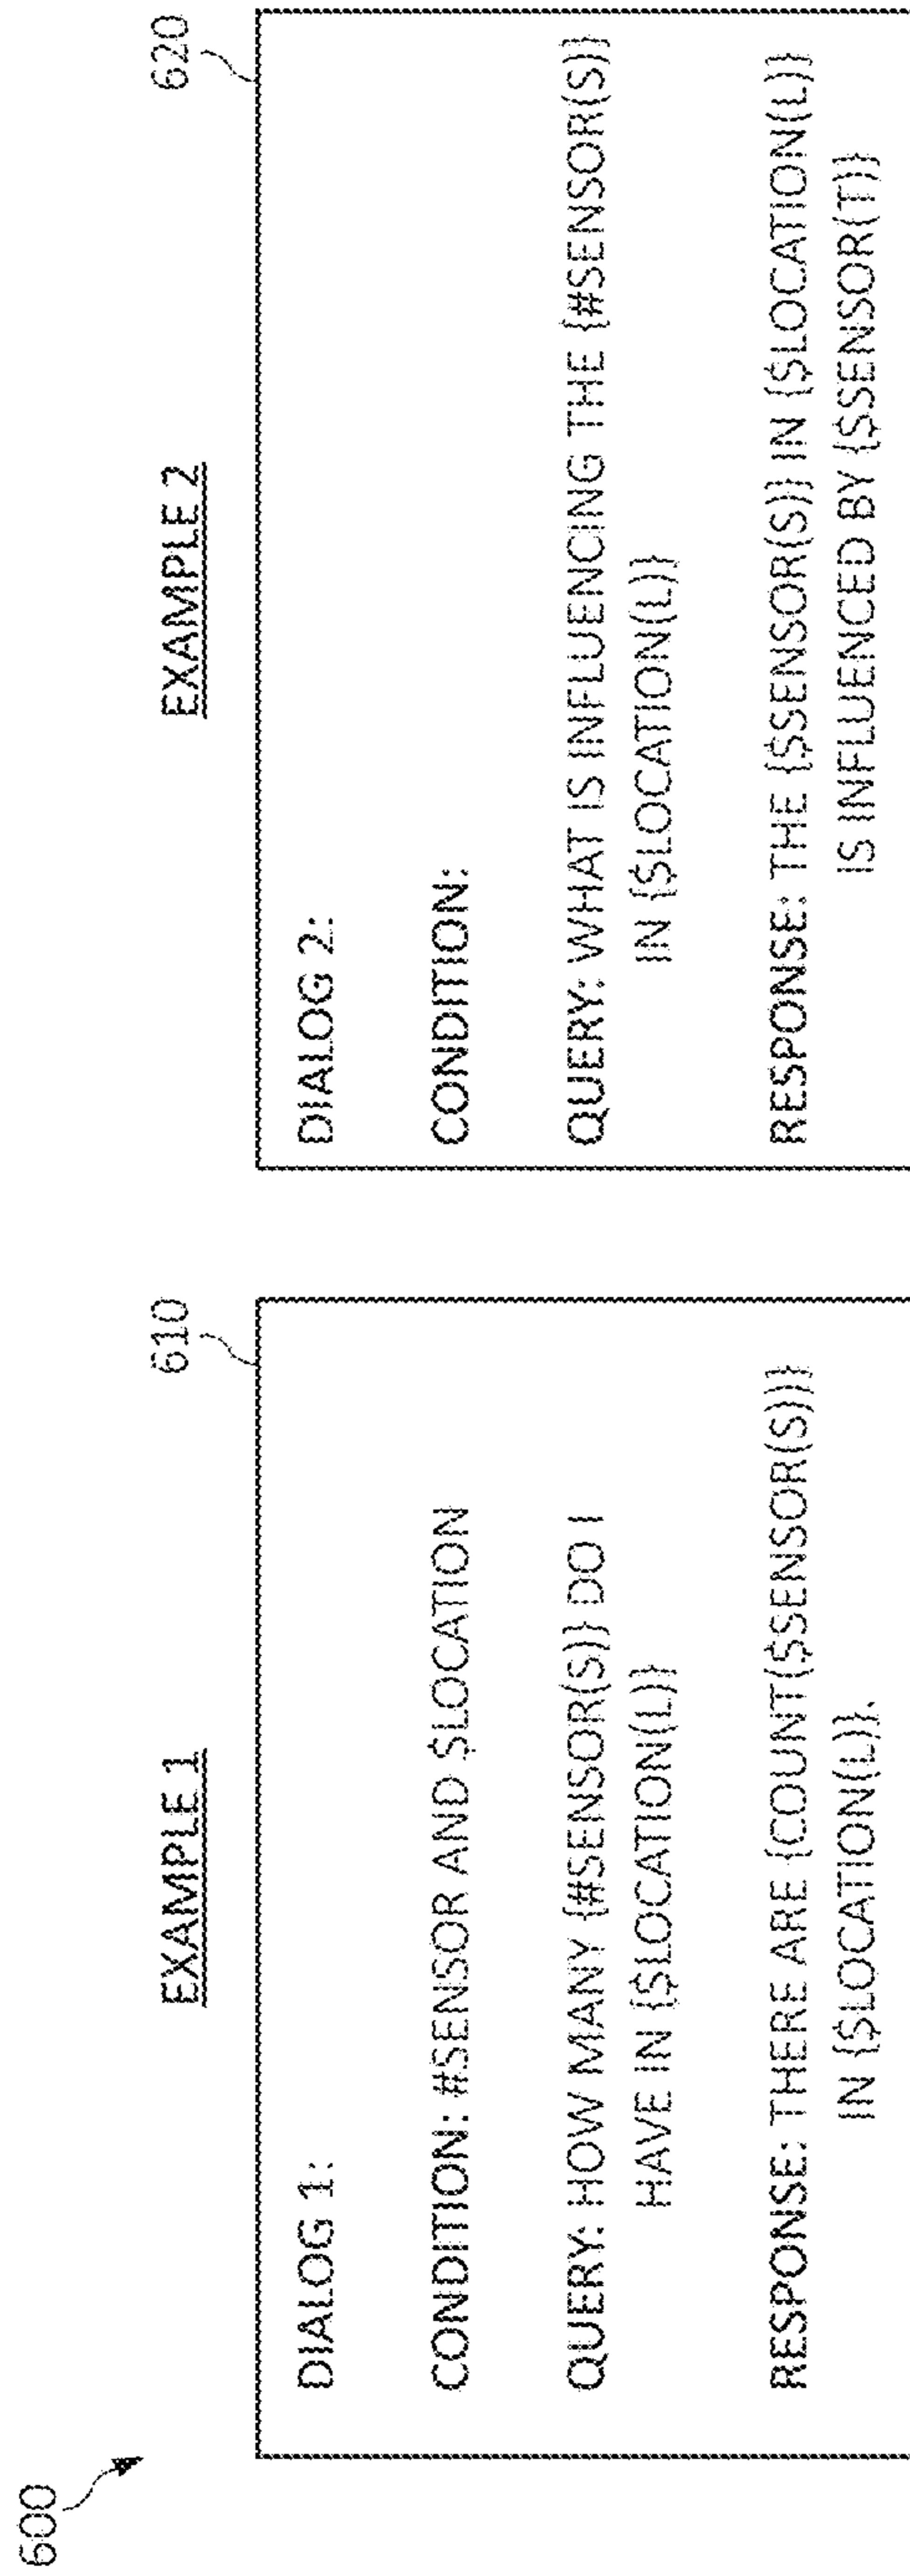 600
EXAMPLE 1
610
DIALOG 1:
CONDITION: #SENSOR AND $LOCATION
QUERY: HOW MANY {#SENSOR(S)} DO I
HAVE IN {$LOCATION(L)}
RESPONSE: THERE ARE {COUNT($SENSOR(S))}
IN {$LOCATION(L)}.
EXAMPLE 2
620
DIALOG 2:
CONDITION:
QUERY: WHAT IS INFLUENCING THE {#SENSOR(S)}
IN {$LOCATION(L)}
RESPONSE: THE {$SENSOR(S)} IN {$LOCATION(L)}
IS INFLUENCED BY {$SENSOR(T)}